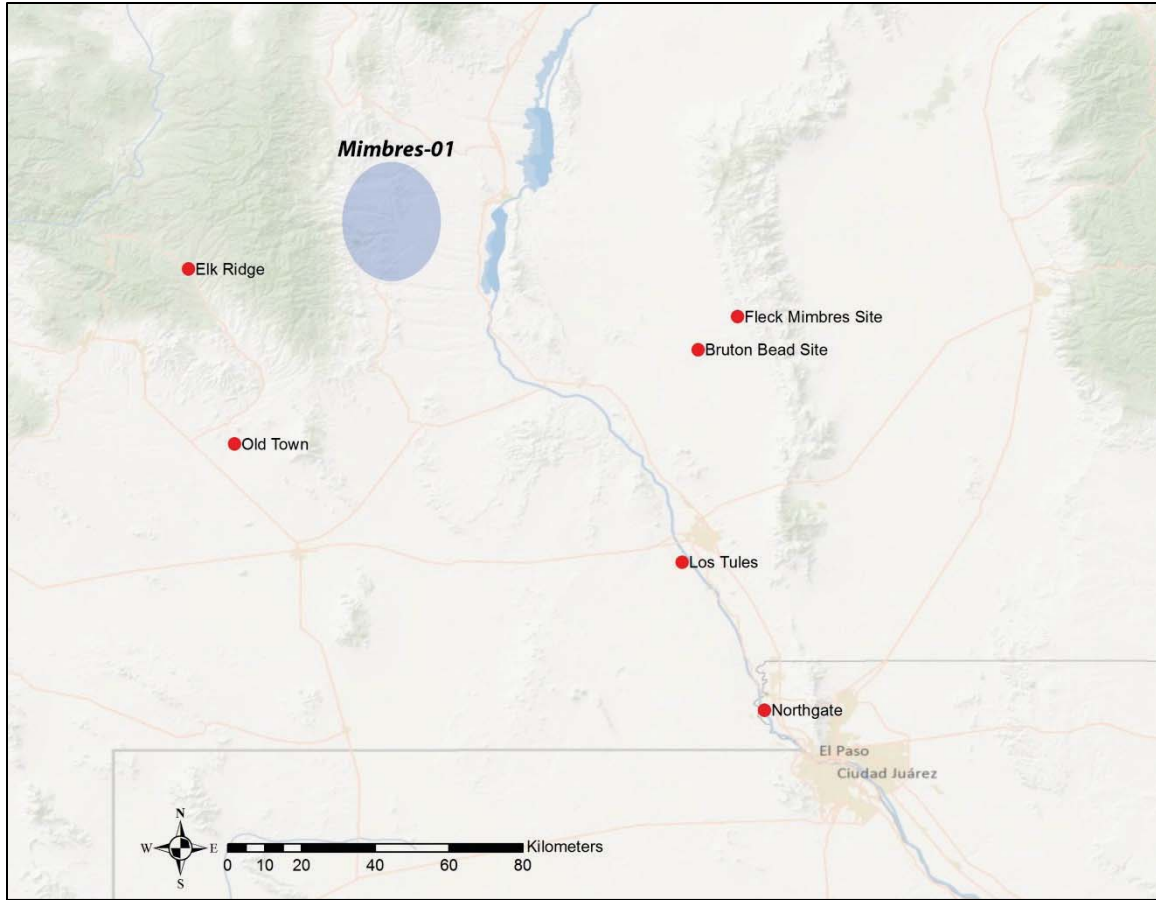 Mimbres-01
Elk Ridge
Fleck Mimbres Site
Bruton Bead Site
Old Town
Los Tules
Northgate
El Paso
Ciudad Juárez
N
W E
S
Kilometers
0 10 20 40 60 80